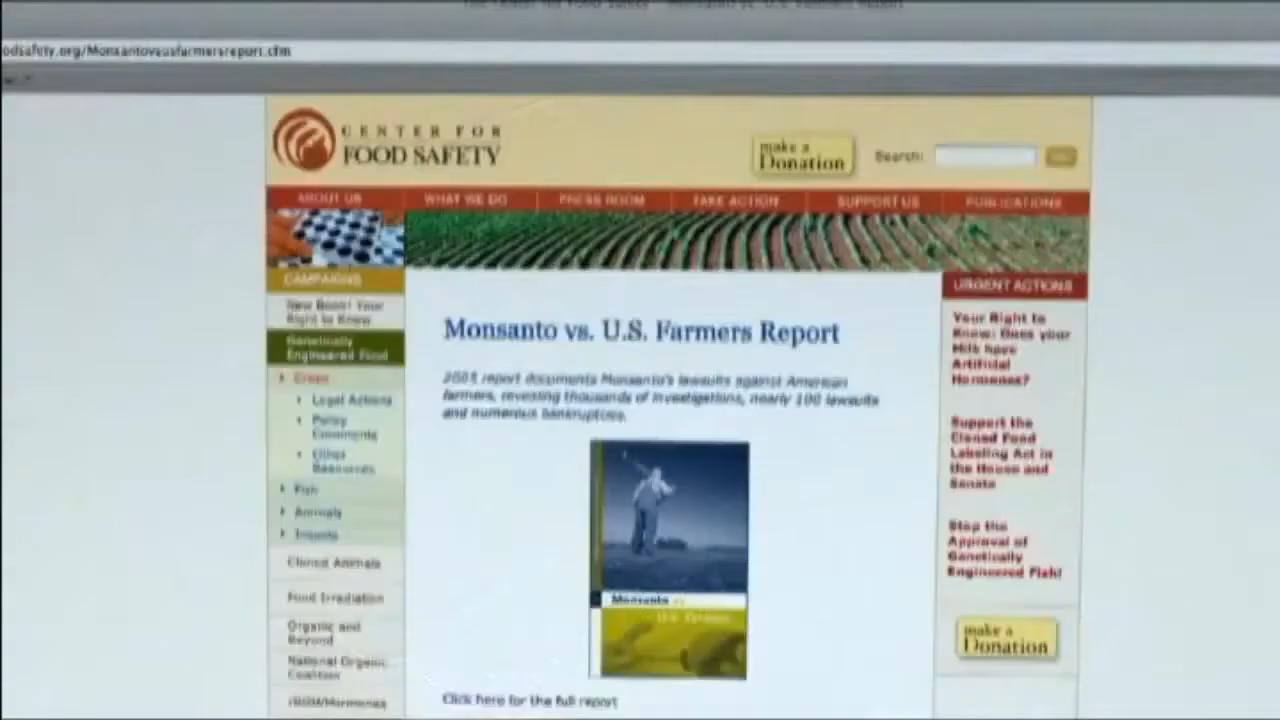 The Center for Food Safety - Monsanto vs. U.S. Farmers Report
odsafety.org/Monsantovsusfarmersreport.cfm
CENTER FOR
FOOD SAFETY
make a
Donation
Search:
ABOUT US
WHAT WE DO
PRESS ROOM
TAKE ACTION
SUPPORT US
PUBLICATIONS
CAMPAIGNS
New Book! Your
Right to Know
Genetically
Engineered Food
Crops
Legal Actions
Policy
Comments
Other
Resources
Fish
Animals
Insects
Cloned Animals
Food Irradiation
Organic and
Beyond
National Organic
Coalition
rBGH/Hormones
Monsanto vs. U.S. Farmers Report
2005 report documents Monsanto's lawsuits against American
farmers, revealing thousands of investigations, nearly 100 lawsuits
and numerous bankruptcies.
Monsanto vs.
U.S. Farmers
Click here for the full report
URGENT ACTIONS
Your Right to
Know: Does your
Milk have
Artificial
Hormones?
Support the
Cloned Food
Labeling Act in
the House and
Senate
Stop the
Approval of
Genetically
Engineered Fish!
make a
Donation